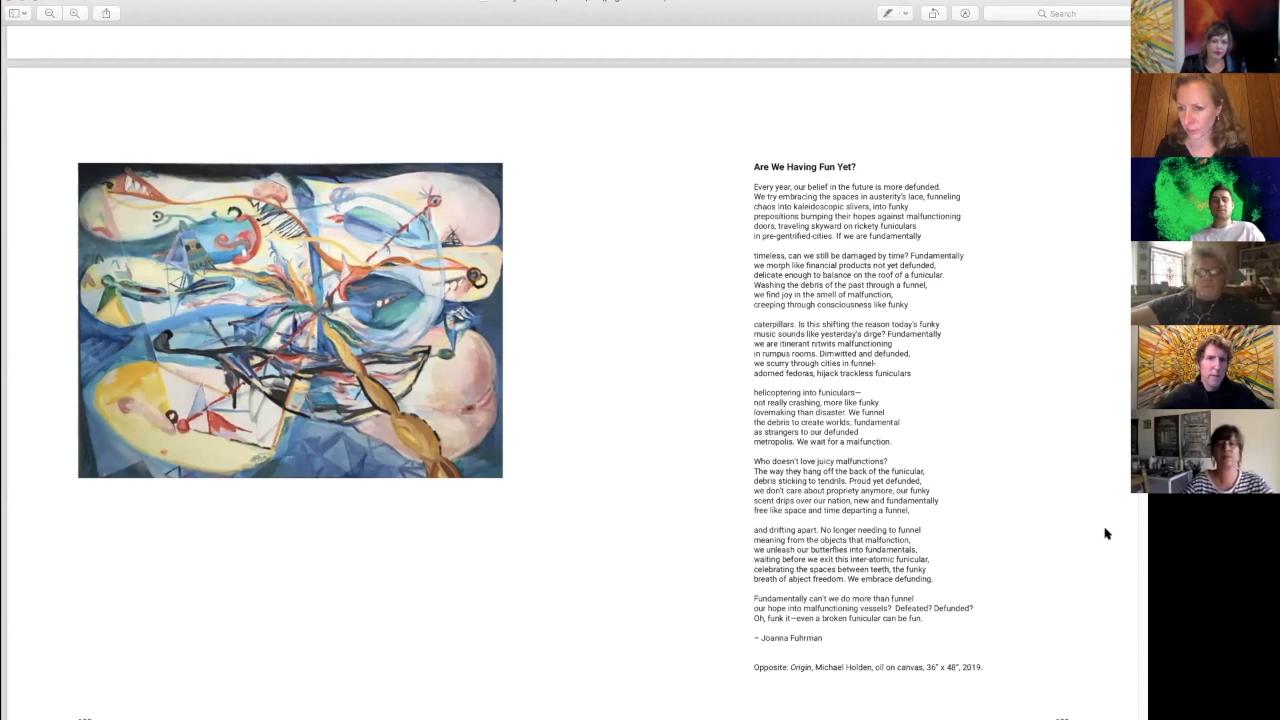 Search
Are We Having Fun Yet?
Every year, our belief in the future is more defunded.
We try embracing the spaces in austerity's lace, funneling
chaos into kaleidoscopic slivers, into funky
prepositions bumping their hopes against malfunctioning
doors, traveling skyward on rickety funiculars
in pre-gentrified-cities. If we are fundamentally
timeless, can we still be damaged by time? Fundamentally
we morph like financial products not yet defunded,
delicate enough to balance on the roof of a funicular.
Washing the debris of the past through a funnel,
we find joy in the smell of malfunction,
creeping through consciousness like funky
caterpillars. Is this shifting the reason today's funky
music sounds like yesterday's dirge? Fundamentally
we are itinerant nitwits malfunctioning
in rumpus rooms. Dimwitted and defunded,
we scurry through cities in funnel-
adorned fedoras, hijack trackless funiculars
helicoptering into funiculars—
not really crashing, more like funky
lovemaking than disaster. We funnel
the debris to create worlds, fundamental
as strangers to our defunded
metropolis. We wait for a malfunction.
Who doesn't love juicy malfunctions?
The way they hang off the back of the funicular,
debris sticking to tendrils. Proud yet defunded,
we don't care about propriety anymore, our funky
scent drips over our nation, new and fundamentally
free like space and time departing a funnel,
and drifting apart. No longer needing to funnel
meaning from the objects that malfunction,
we unleash our butterflies into fundamentals,
waiting before we exit this inter-atomic funicular,
celebrating the spaces between teeth, the funky
breath of abject freedom. We embrace defunding.
Fundamentally can't we do more than funnel
our hope into malfunctioning vessels? Defeated? Defunded?
Oh, funk it—even a broken funicular can be fun.
– Joanna Fuhrman
Opposite: Origin, Michael Holden, oil on canvas, 36" x 48", 2019.